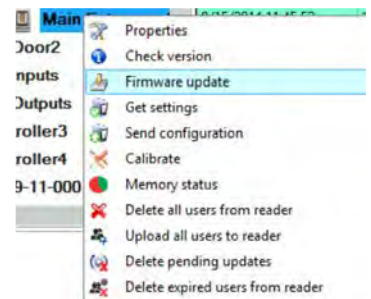 Main
Properties
Door2
Check version
nputs
Firmware update
Outputs
Get settings
roller3
Send configuration
roller4
Calibrate
9-11-000
Memory status
Delete all users from reader
Upload all users to reader
Delete pending updates
Delete expired users from reader